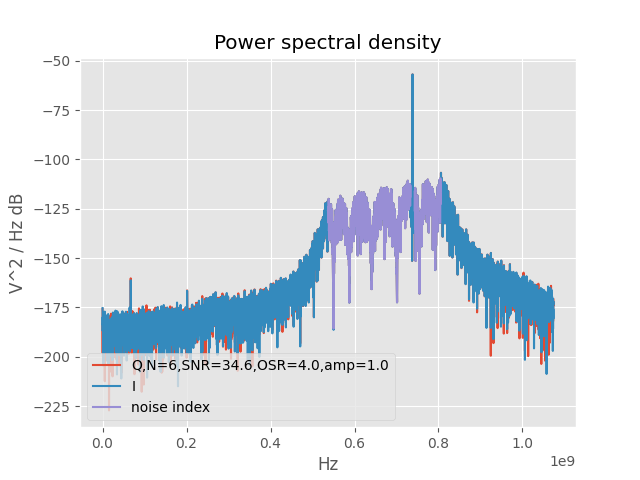 Power spectral density
−50
−75
−100
−125
−150
−175
−200
−225
V^2 / Hz dB
Q,N=6,SNR=34.6,OSR=4.0,amp=1.0
I
noise index
0.0 0.2 0.4 0.6 0.8 1.0
1e9
Hz